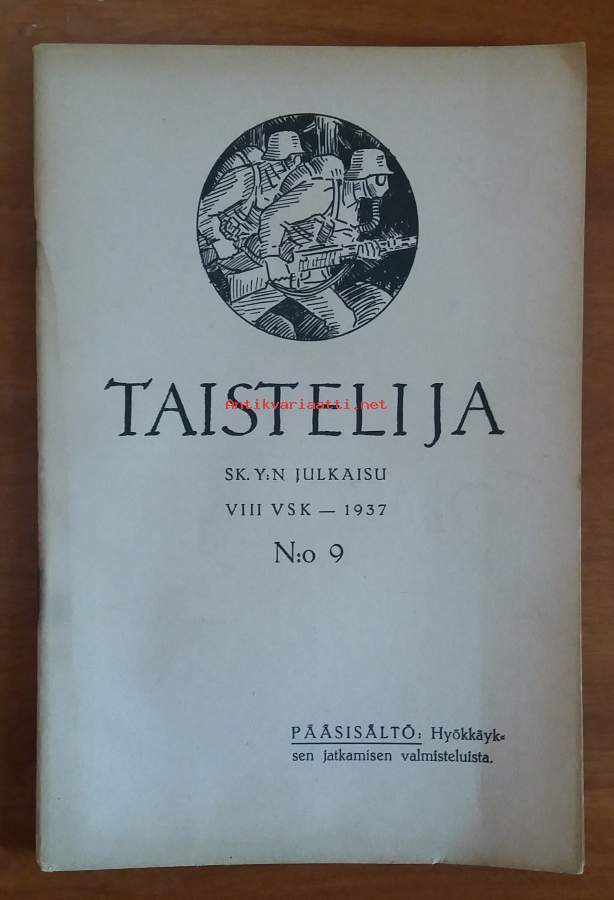 TAISTELIJA
Antikvariaatti.net
SK. Y:N JULKAISU
VIII VSK — 1937
N:o 9
PÄÄSISÄLTÖ: Hyökkäyk=
sen jatkamisen valmisteluista.